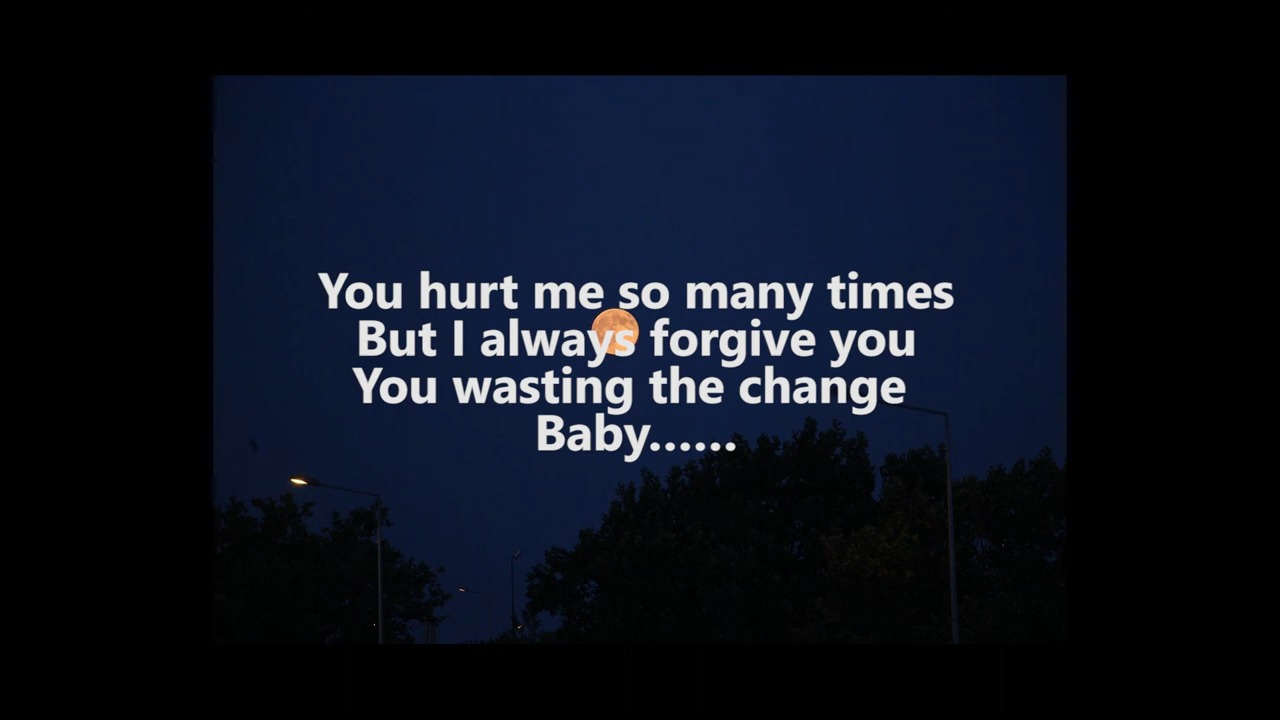 You hurt me so many times
But I always forgive you
You wasting the change
Baby......